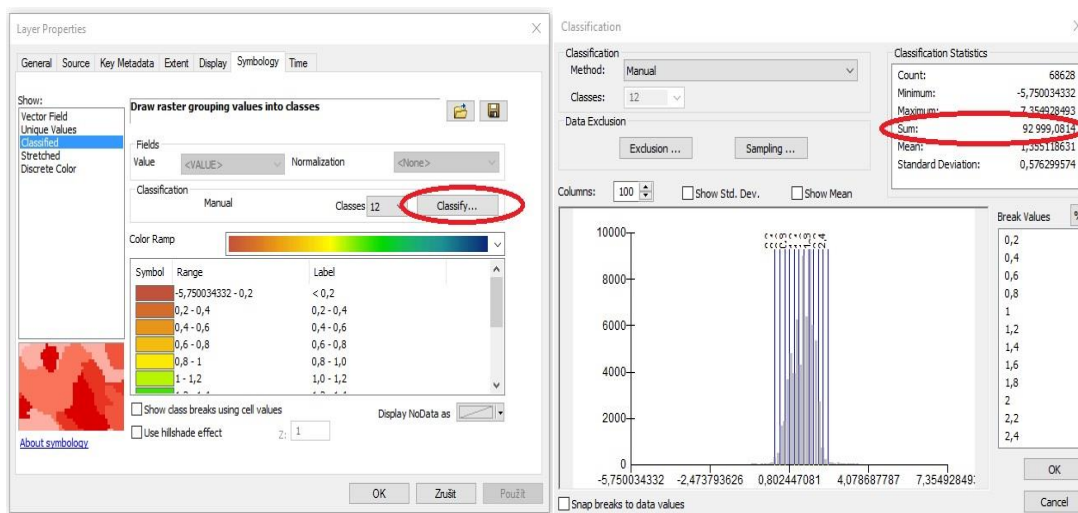 Layer Properties
General Source Key Metadata Extent Display Symbology Time
Show:
Vector Field
Unique Values
Classified
Stretched
Discrete Color
About symbology
Draw raster grouping values into classes
Fields
Value <VALUE> Normalization <None>
Classification
Manual Classes 12 Classify...
Color Ramp
Symbol Range Label
-5,750034332 - 0,2 < 0,2
0,2 - 0,4 0,2 - 0,4
0,4 - 0,6 0,4 - 0,6
0,6 - 0,8 0,6 - 0,8
0,8 - 1 0,8 - 1,0
1 - 1,2 1,0 - 1,2
Show class breaks using cell values
Display NoData as
Use hillshade effect Z: 1
OK Zrušit Použít
Classification
Classification
Method: Manual
Classes: 12
Data Exclusion
Exclusion ... Sampling ...
Classification Statistics
Count: 68628
Minimum: -5,750034332
Maximum: 7,354928493
Sum: 92 999,0814
Mean: 1,355118631
Standard Deviation: 0,576299574
Columns: 100 Show Std. Dev. Show Mean
Break Values %
0,2
0,4
0,6
0,8
1
1,2
1,4
1,6
1,8
2
2,2
2,4
10000
8000
6000
4000
2000
0
-5,750034332 -2,473793626 0,802447081 4,078687787 7,354928493
Snap breaks to data values
OK
Cancel